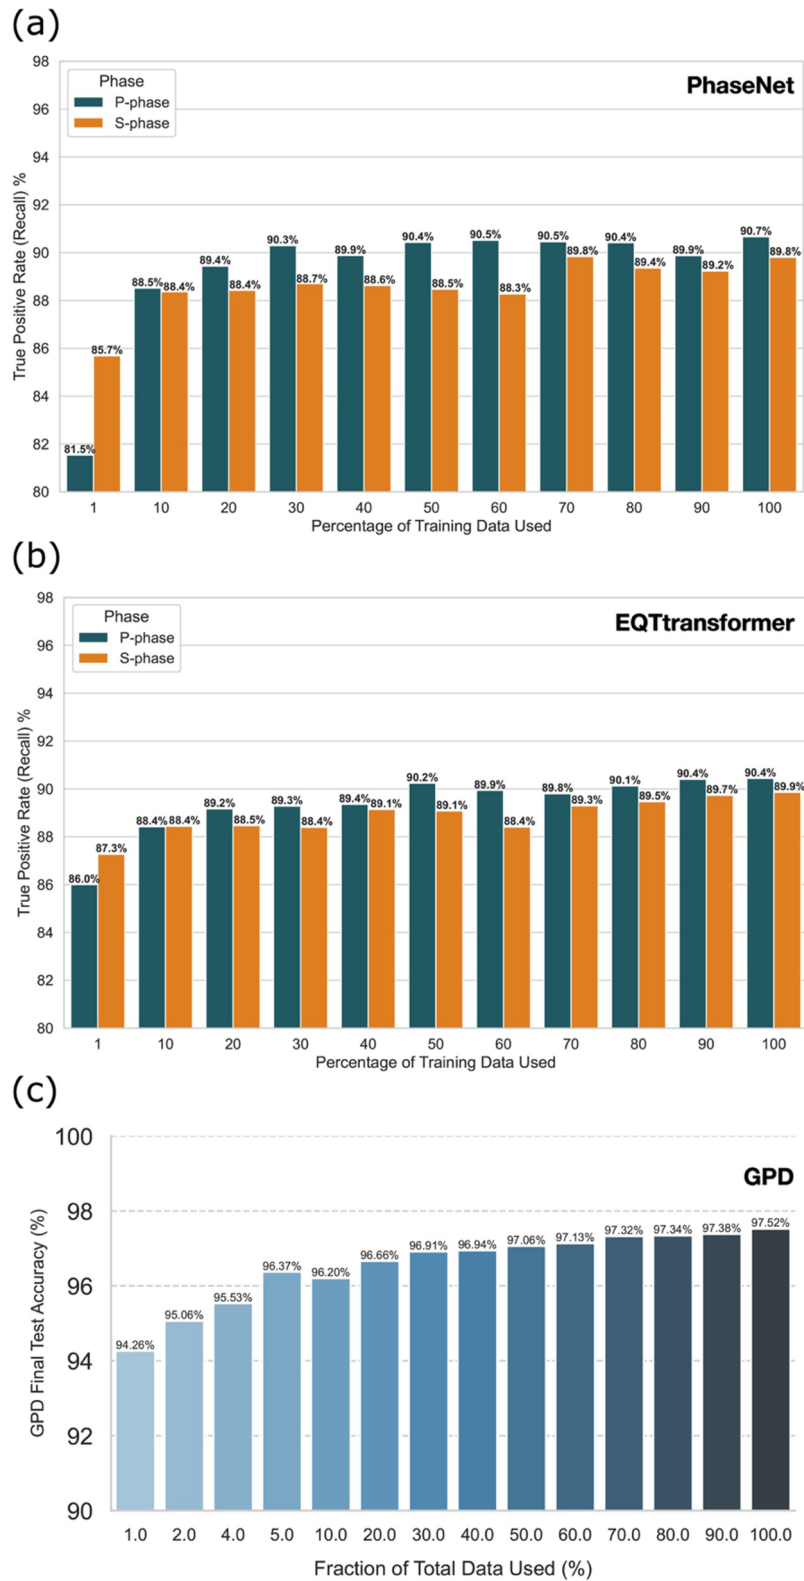 (a)
98
96
94
92
90
88
86
84
82
80
True Positive Rate (Recall) %
Phase
P-phase
S-phase
PhaseNet
81.5% 85.7% 88.5% 88.4% 89.4% 88.4% 90.3% 88.7% 89.9% 88.6% 90.4% 88.5% 90.5% 88.3% 90.5% 89.8% 90.4% 89.4% 89.9% 89.2% 90.7% 89.8%
1 10 20 30 40 50 60 70 80 90 100
Percentage of Training Data Used
(b)
98
96
94
92
90
88
86
84
82
80
True Positive Rate (Recall) %
Phase
P-phase
S-phase
EQTtransformer
86.0% 87.3% 88.4% 88.4% 89.2% 88.5% 89.3% 88.4% 89.4% 89.1% 90.2% 89.1% 89.9% 88.4% 89.8% 89.3% 90.1% 89.5% 90.4% 89.7% 90.4% 89.9%
1 10 20 30 40 50 60 70 80 90 100
Percentage of Training Data Used
(c)
100
98
96
94
92
90
GPD Final Test Accuracy (%)
GPD
94.26% 95.06% 95.53% 96.37% 96.20% 96.66% 96.91% 96.94% 97.06% 97.13% 97.32% 97.34% 97.38% 97.52%
1.0 2.0 4.0 5.0 10.0 20.0 30.0 40.0 50.0 60.0 70.0 80.0 90.0 100.0
Fraction of Total Data Used (%)